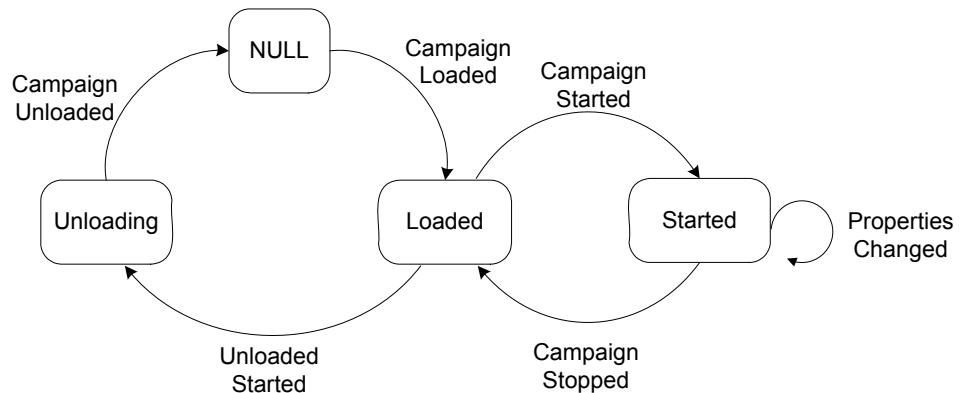 NULL
Campaign
Loaded
Campaign
Started
Campaign
Unloaded
Unloading
Loaded
Started
Properties
Changed
Unloaded
Started
Campaign
Stopped